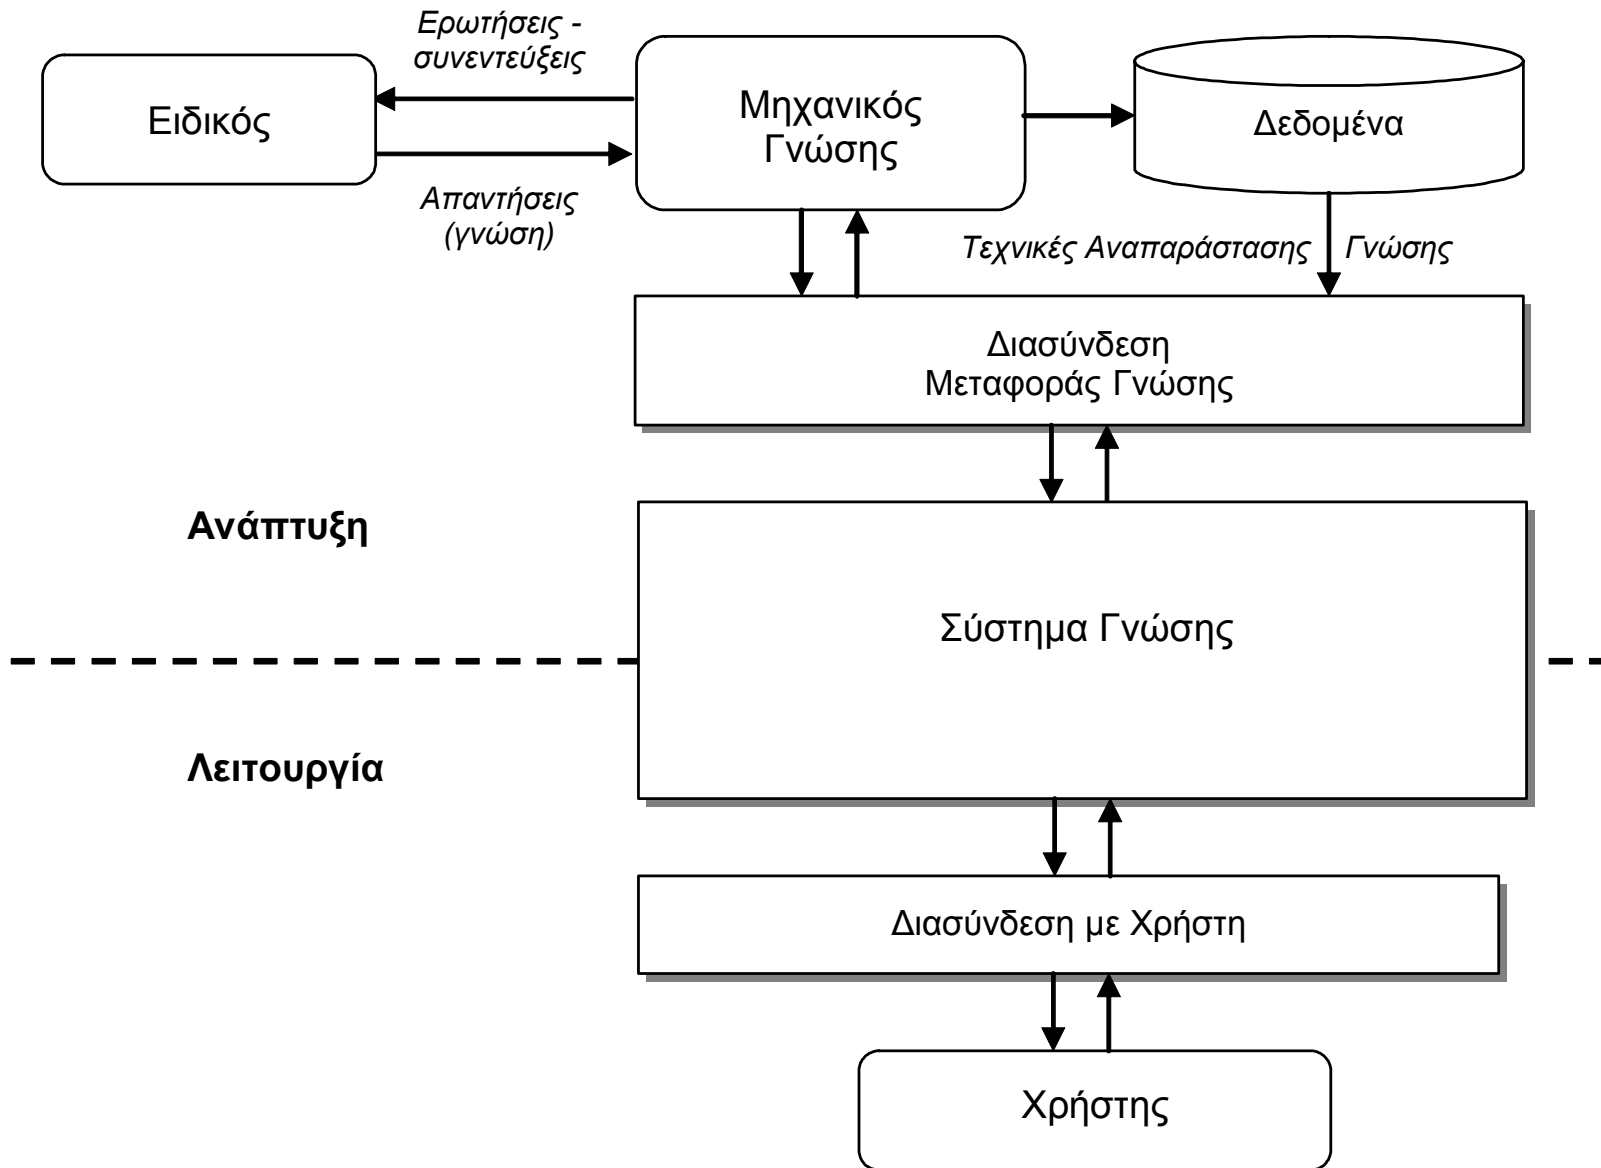 Ερωτήσεις -
συνεντεύξεις
Ειδικός
Μηχανικός
Γνώσης
Δεδομένα
Απαντήσεις
(γνώση)
Τεχνικές Αναπαράστασης Γνώσης
Διασύνδεση
Μεταφοράς Γνώσης
Ανάπτυξη
Σύστημα Γνώσης
Λειτουργία
Διασύνδεση με Χρήστη
Χρήστης